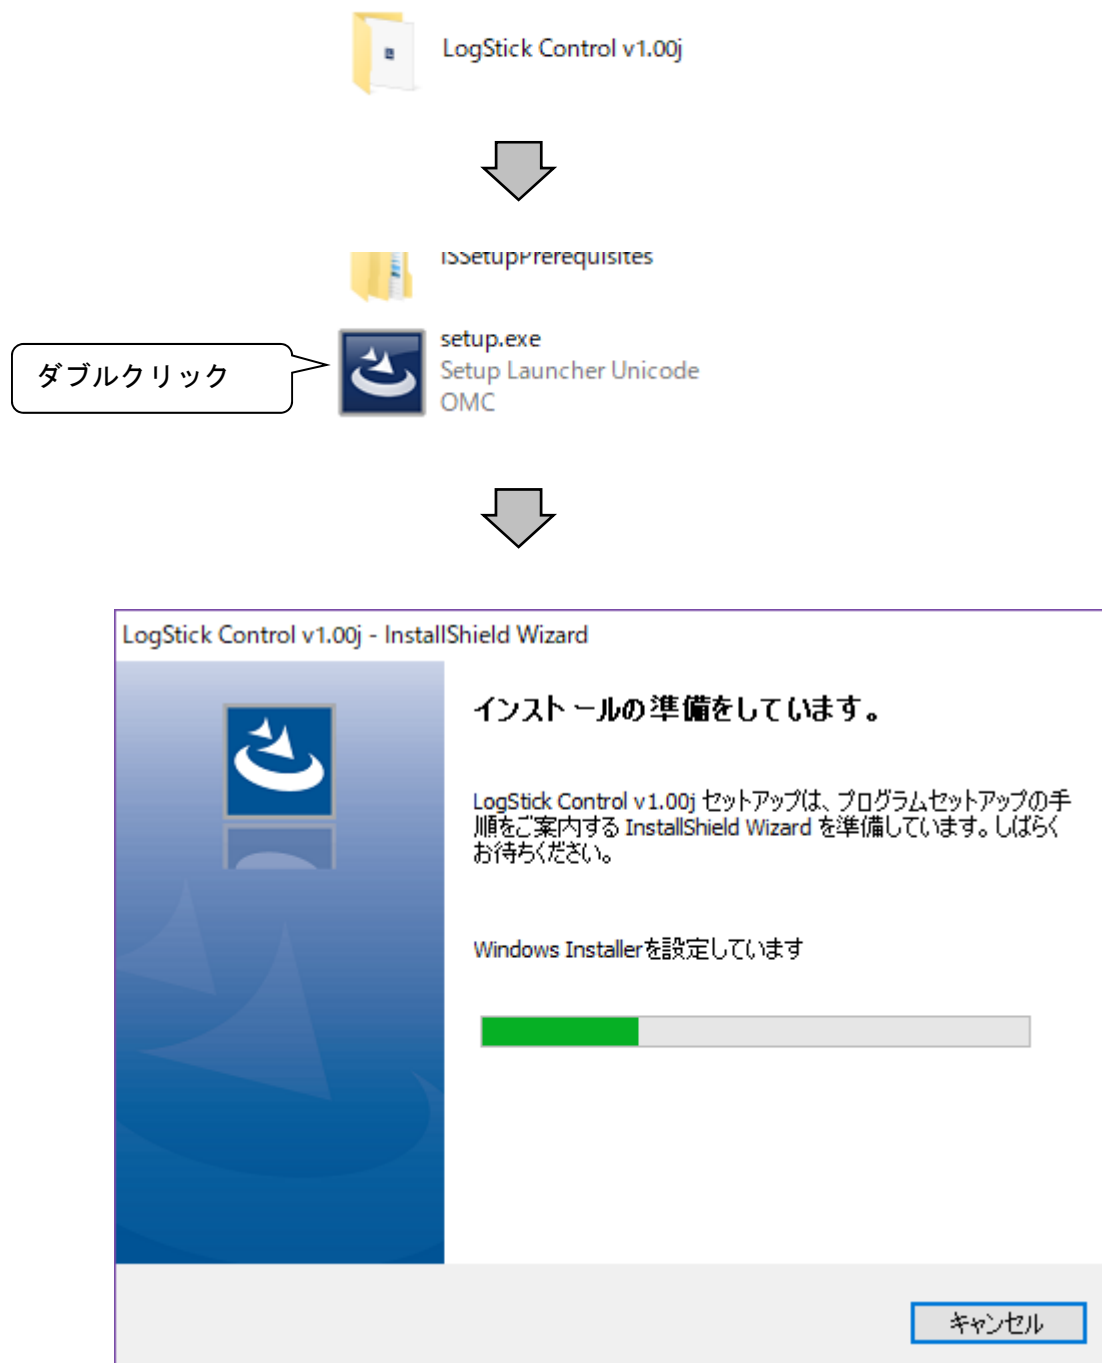 LogStick Control v1.00j
ISSetupPrerequisites
setup.exe
ダブルクリック
Setup Launcher Unicode
OMC
LogStick Control v1.00j - InstallShield Wizard
インストールの準備をしています。
LogStick Control v1.00j セットアップは、プログラムセットアップの手
順をご案内する InstallShield Wizard を準備しています。しばらく
お待ちください。
Windows Installerを設定しています
キャンセル